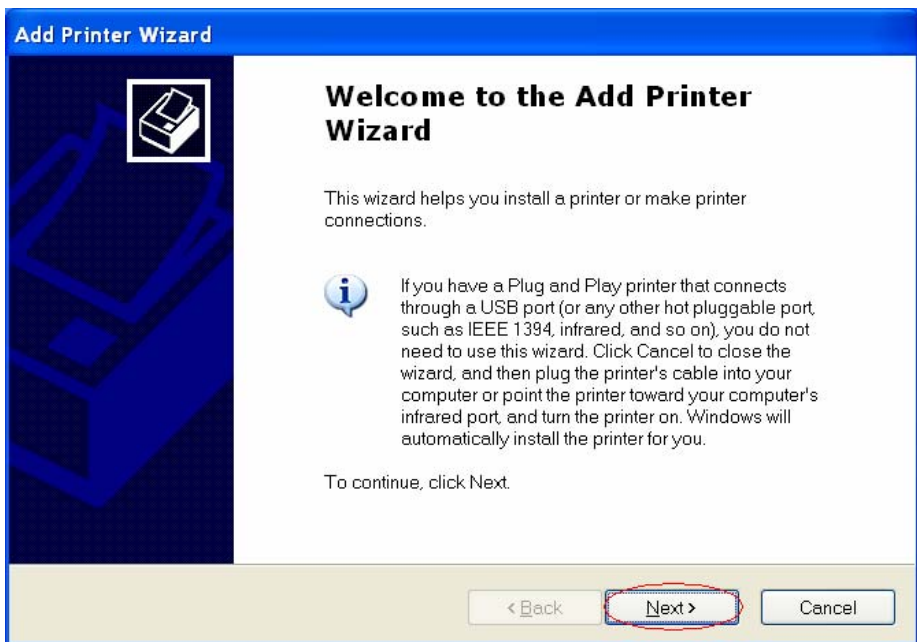 Add Printer Wizard
Welcome to the Add Printer
Wizard
This wizard helps you install a printer or make printer
connections.
If you have a Plug and Play printer that connects
through a USB port (or any other hot pluggable port,
such as IEEE 1394, infrared, and so on), you do not
need to use this wizard. Click Cancel to close the
wizard, and then plug the printer's cable into your
computer or point the printer toward your computer's
infrared port, and turn the printer on. Windows will
automatically install the printer for you.
To continue, click Next.
< Back Next > Cancel